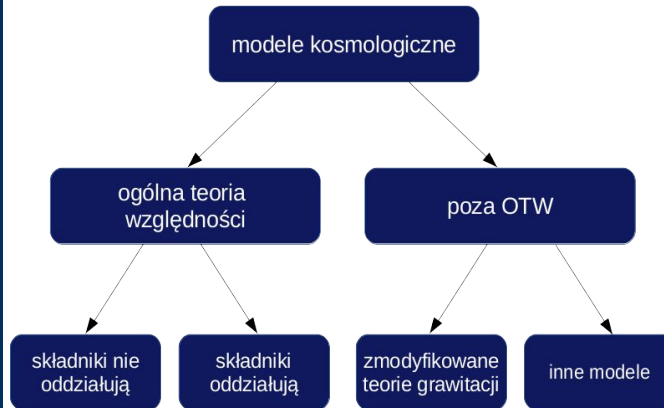 modele kosmologiczne
ogólna teoria
względności
poza OTW
składniki nie
oddziałują
składniki
oddziałują
zmodyfikowane
teorie grawitacji
inne modele